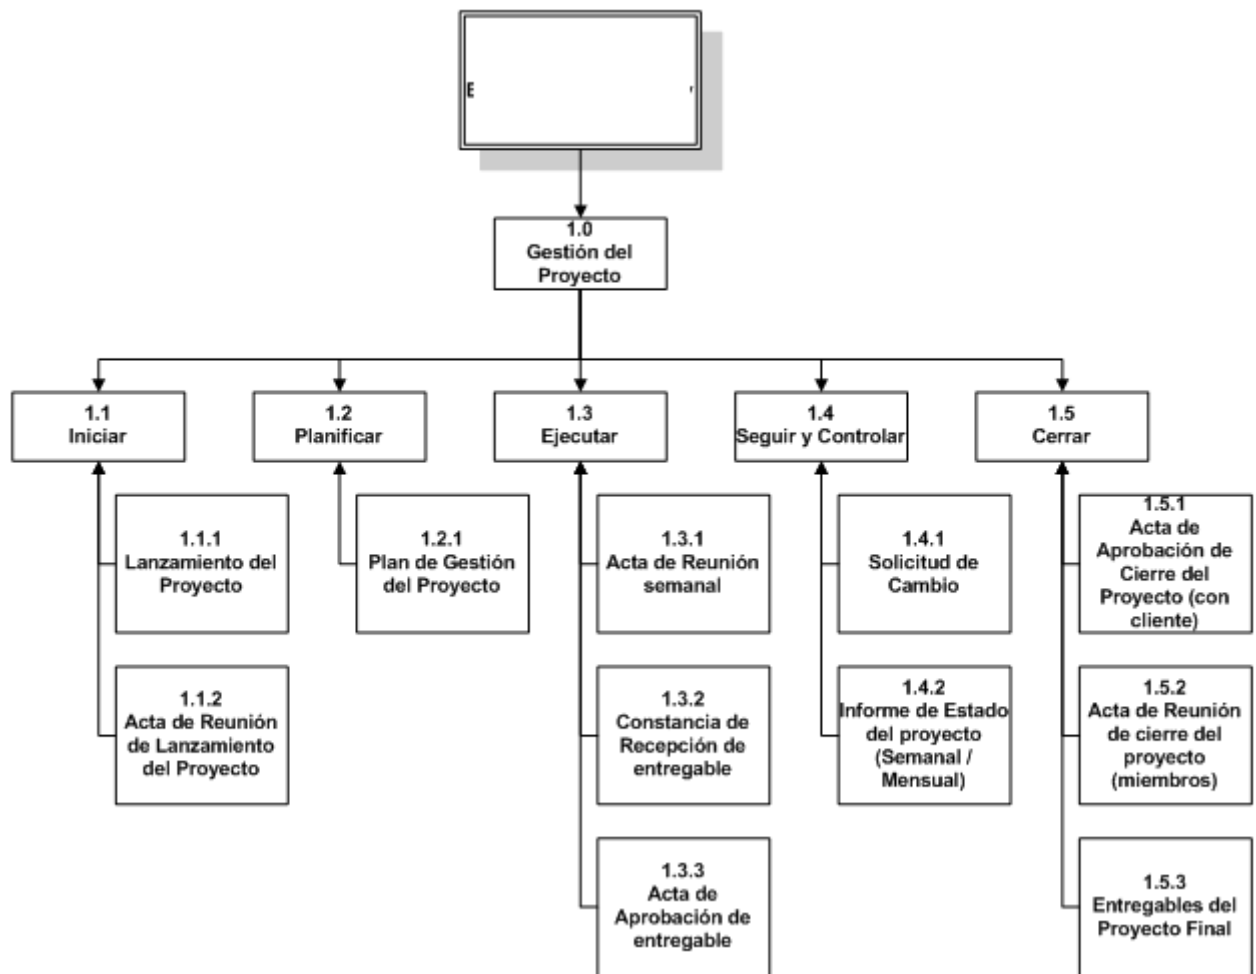 1.0
Gestión del
Proyecto
1.1
Iniciar
1.2
Planificar
1.3
Ejecutar
1.4
Seguir y Controlar
1.5
Cerrar
1.1.1
Lanzamiento del
Proyecto
1.2.1
Plan de Gestión
del Proyecto
1.3.1
Acta de Reunión
semanal
1.4.1
Solicitud de
Cambio
1.5.1
Acta de
Aprobación de
Cierre del
Proyecto (con
cliente)
1.1.2
Acta de Reunión
de Lanzamiento
del Proyecto
1.3.2
Constancia de
Recepción de
entregable
1.4.2
Informe de Estado
del proyecto
(Semanal /
Mensual)
1.5.2
Acta de Reunión
de cierre del
proyecto
(miembros)
1.3.3
Acta de
Aprobación de
entregable
1.5.3
Entregables del
Proyecto Final